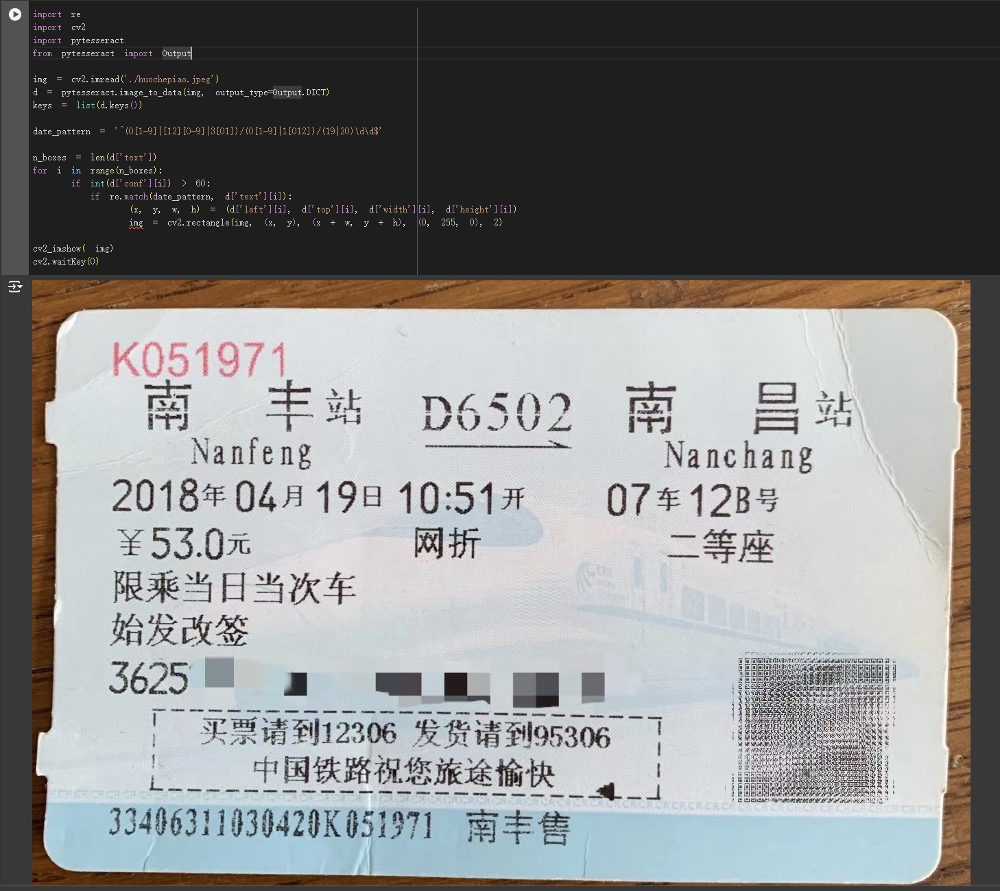 import re
import cv2
import pytesseract
from pytesseract import Output
img = cv2.imread('./huochepiao.jpeg')
d = pytesseract.image_to_data(img, output_type=Output.DICT)
keys = list(d.keys())
date_pattern = '^(0[1-9]|[12][0-9]|3[01])/(0[1-9]|1[012])/(19|20)\d\d$'
n_boxes = len(d['text'])
for i in range(n_boxes):
if int(d['conf'][i]) > 60:
if re.match(date_pattern, d['text'][i]):
(x, y, w, h) = (d['left'][i], d['top'][i], d['width'][i], d['height'][i])
img = cv2.rectangle(img, (x, y), (x + w, y + h), (0, 255, 0), 2)
cv2_imshow( img)
cv2.waitKey(0)
K051971
南 丰站 D6502 南 昌站
Nanfeng Nanchang
2018年04月19日10:51开 07车12B号
￥53.0元 网折 二等座
限乘当日当次车
始发改签
3625
买票请到12306 发货请到95306
中国铁路祝您旅途愉快
33406311030420K051971 南丰售